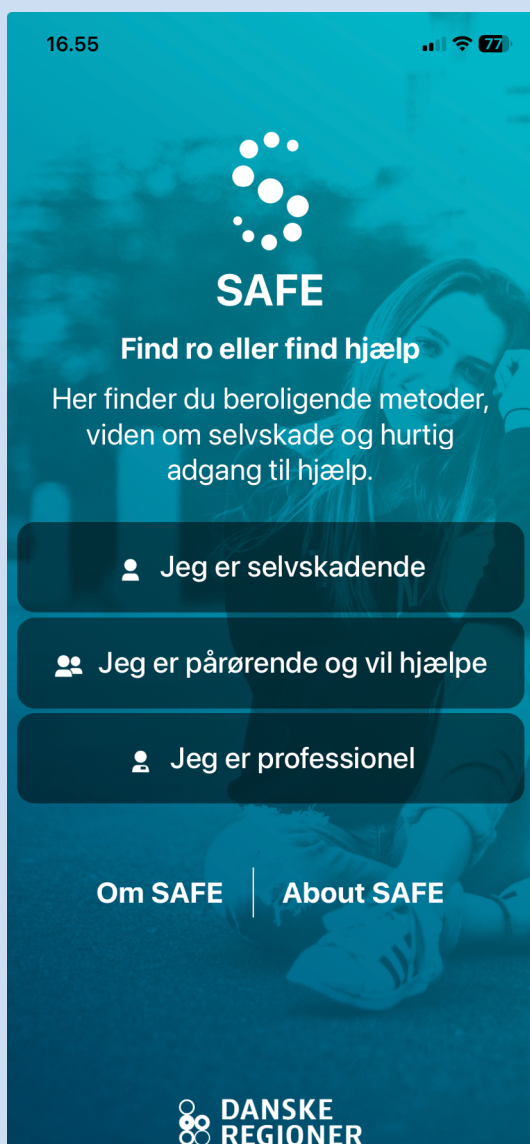 16.55
77
SAFE
Find ro eller find hjælp
Her finder du beroligende metoder,
viden om selvskade og hurtig
adgang til hjælp.
Jeg er selvskadende
Jeg er pårørende og vil hjælpe
Jeg er professionel
Om SAFE
About SAFE
DANSKE
REGIONER